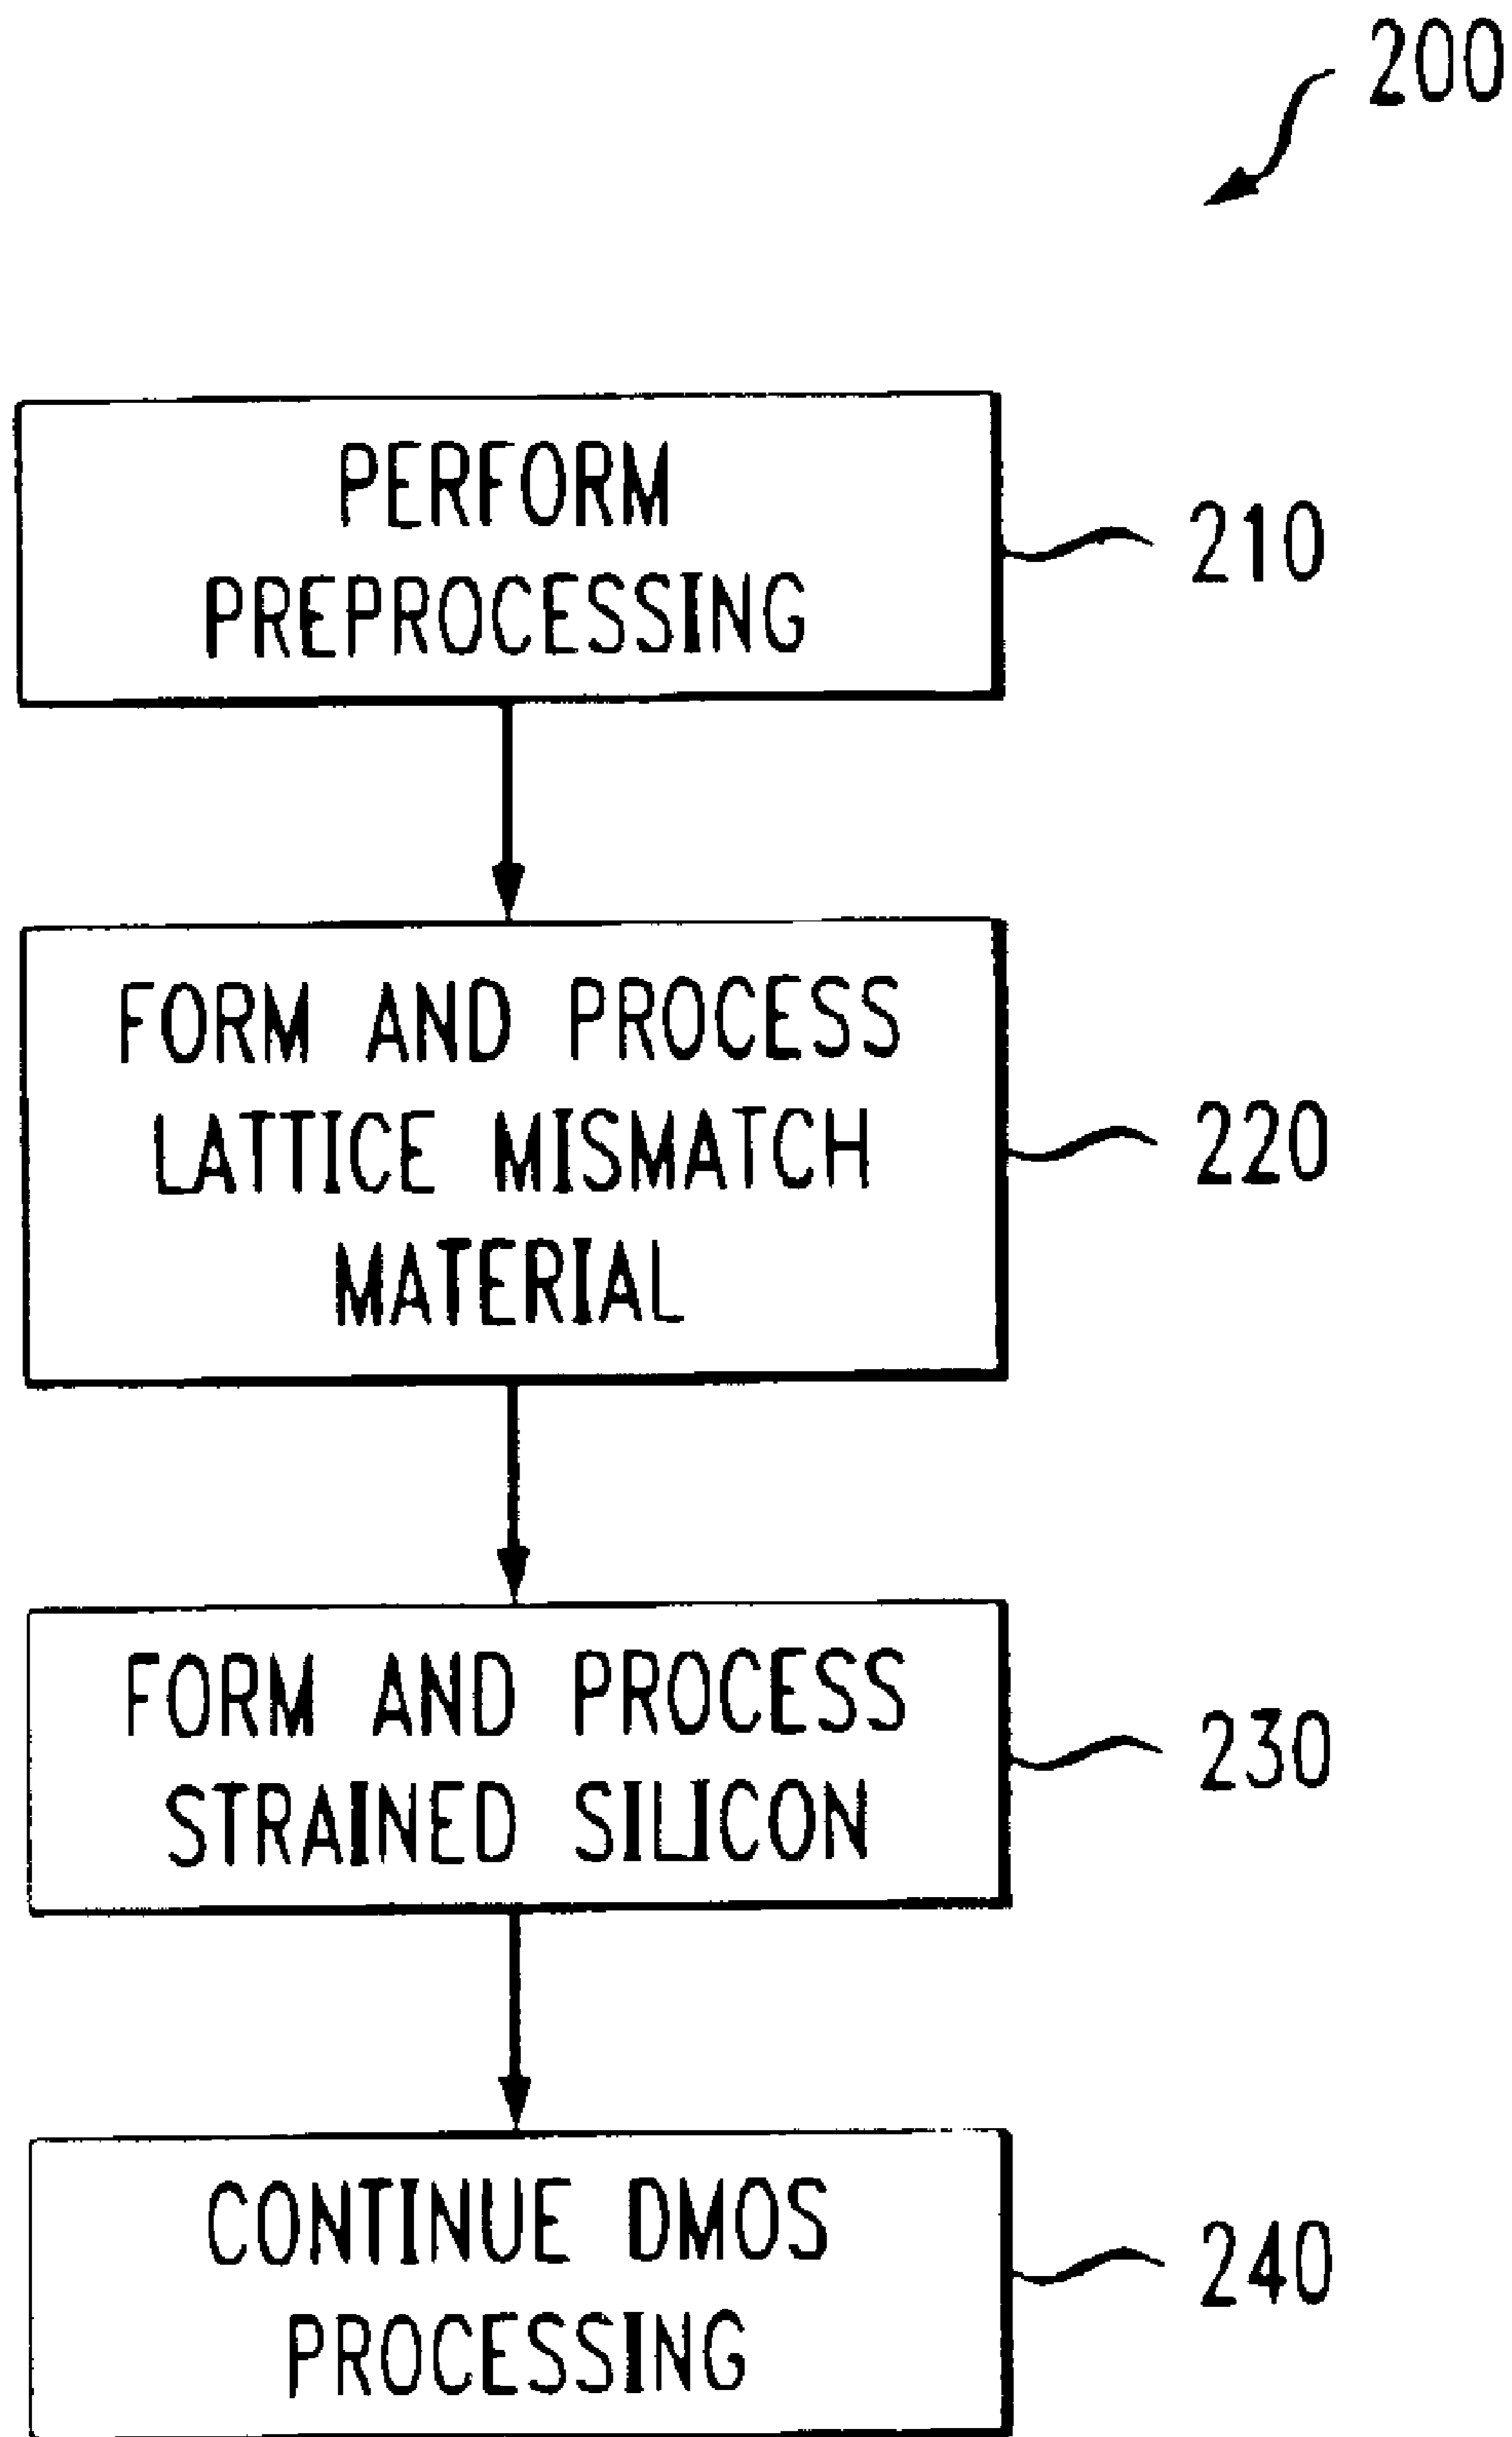 200
PERFORM
PREPROCESSING
210
FORM AND PROCESS
LATTICE MISMATCH
MATERIAL
220
FORM AND PROCESS
STRAINED SILICON
230
CONTINUE DMOS
PROCESSING
240